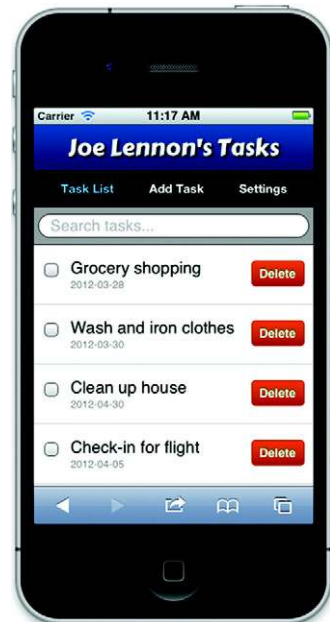 Carrier 11:17 AM
Joe Lennon's Tasks
Task List Add Task Settings
Search tasks...
Grocery shopping Delete
2012-03-28
Wash and iron clothes Delete
2012-03-30
Clean up house Delete
2012-04-30
Check-in for flight Delete
2012-04-05